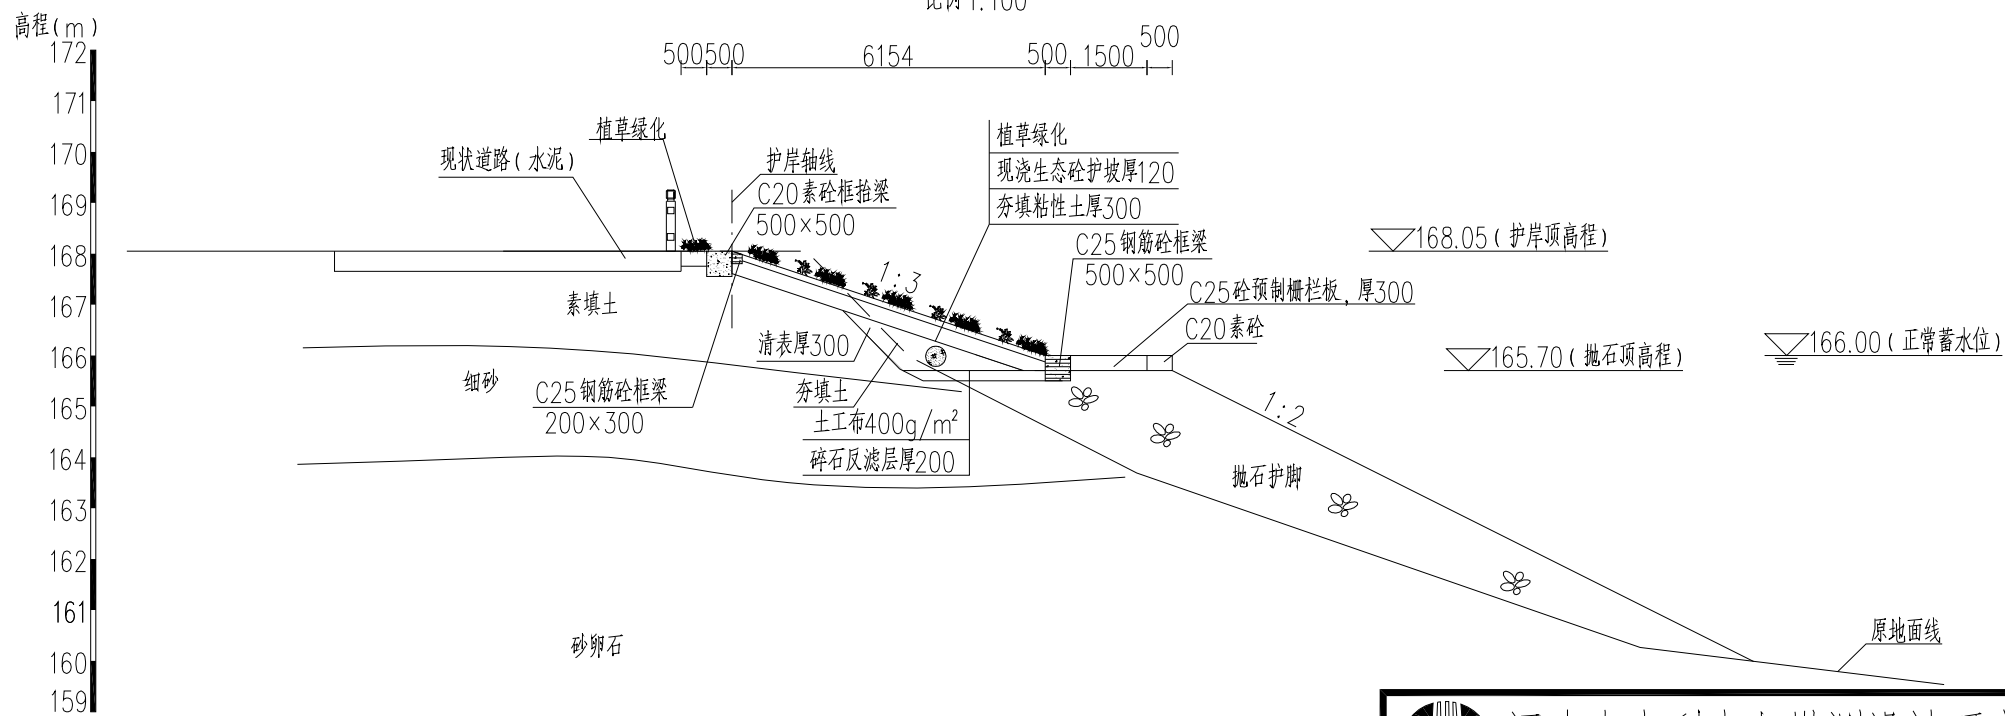 高程(m)
172
171
170
169
168
167
166
165
164
163
162
161
160
159
500
500
6154
500
1500
500
植草绿化
现状道路(水泥)
护岸轴线
C20素砼框抬梁
500×500
植草绿化
现浇生态砼护坡厚120
夯填粘性土厚300
C25钢筋砼框梁
500×500
168.05(护岸顶高程)
1:3
C25砼预制栅栏板,厚300
C20素砼
素填土
清表厚300
165.70(抛石顶高程)
166.00(正常蓄水位)
细砂
C25钢筋砼框梁
200×300
夯填土
土工布400g/m²
碎石反滤层厚200
1:2
抛石护脚
砂卵石
原地面线